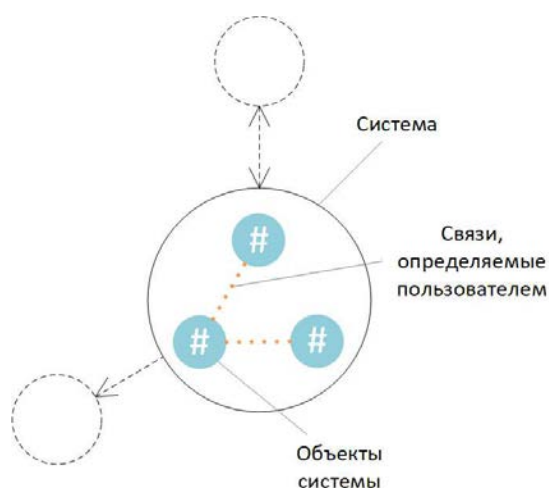 Система
Связи,
определяемые
пользователем
#
#
#
Объекты
системы